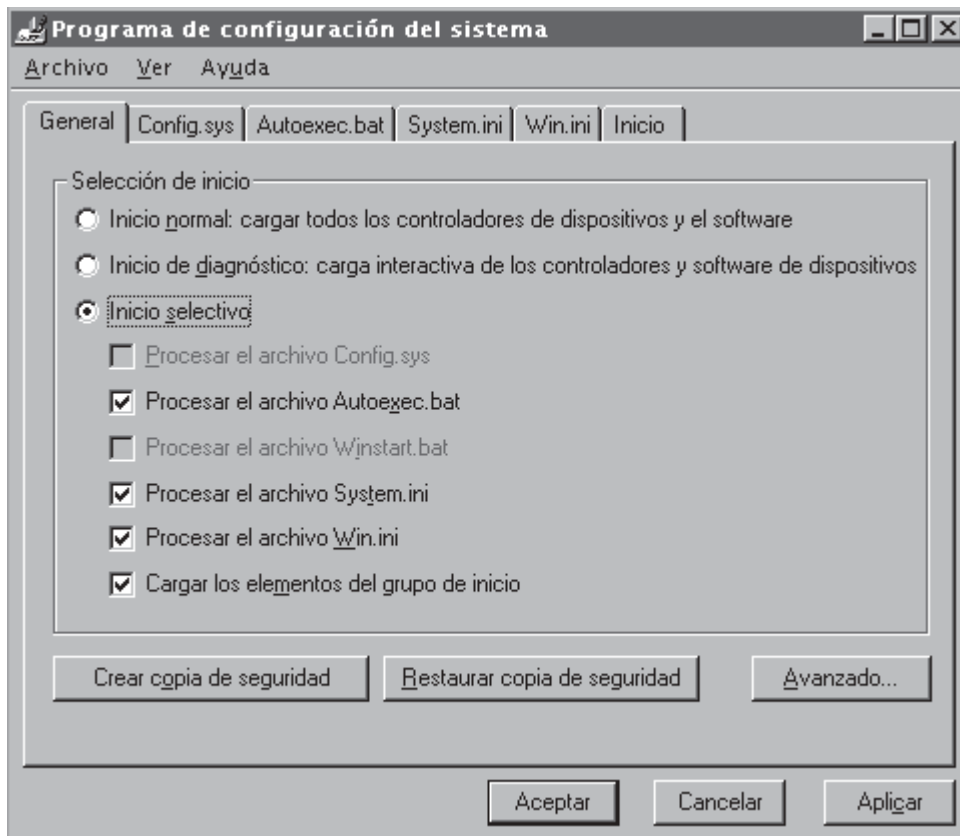 Programa de configuración del sistema
Archivo Ver Ayuda
General Config.sys Autoexec.bat System.ini Win.ini Inicio
Selección de inicio
Inicio normal: cargar todos los controladores de dispositivos y el software
Inicio de diagnóstico: carga interactiva de los controladores y software de dispositivos
Inicio selectivo
Procesar el archivo Config.sys
Procesar el archivo Autoexec.bat
Procesar el archivo Winstart.bat
Procesar el archivo System.ini
Procesar el archivo Win.ini
Cargar los elementos del grupo de inicio
Crear copia de seguridad Restaurar copia de seguridad Avanzado...
Aceptar Cancelar Aplicar